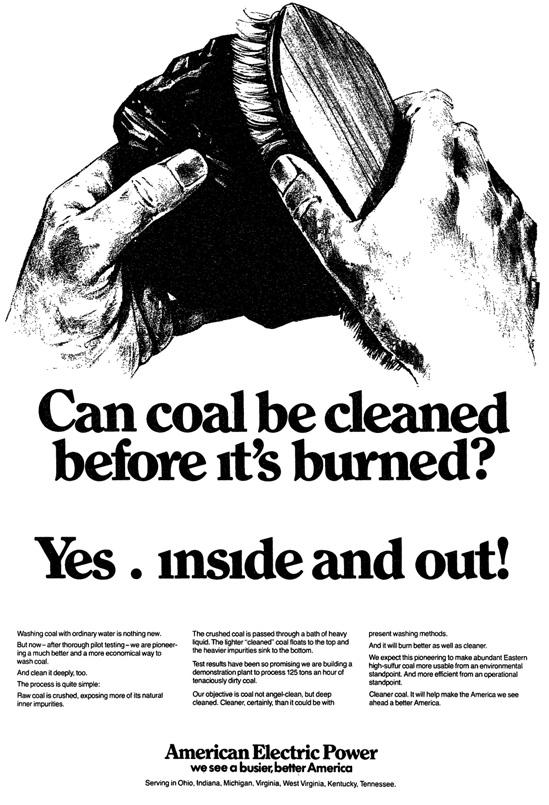 Can coal be cleaned
before it's burned?
Yes . inside and out!
Washing coal with ordinary water is nothing new.
But now – after thorough pilot testing – we are pioneer-
ing a much better and a more economical way to
wash coal.
And clean it deeply, too.
The process is quite simple:
Raw coal is crushed, exposing more of its natural
inner impurities.
The crushed coal is passed through a bath of heavy
liquid. The lighter "cleaned" coal floats to the top and
the heavier impurities sink to the bottom.
Test results have been so promising we are building a
demonstration plant to process 125 tons an hour of
tenaciously dirty coal.
Our objective is coal not angel-clean, but deep
cleaned. Cleaner, certainly, than it could be with
present washing methods.
And it will burn better as well as cleaner.
We expect this pioneering to make abundant Eastern
high-sulfur coal more usable from an environmental
standpoint. And more efficient from an operational
standpoint.
Cleaner coal. It will help make the America we see
ahead a better America.
American Electric Power
we see a busier, better America
Serving in Ohio, Indiana, Michigan, Virginia, West Virginia, Kentucky, Tennessee.